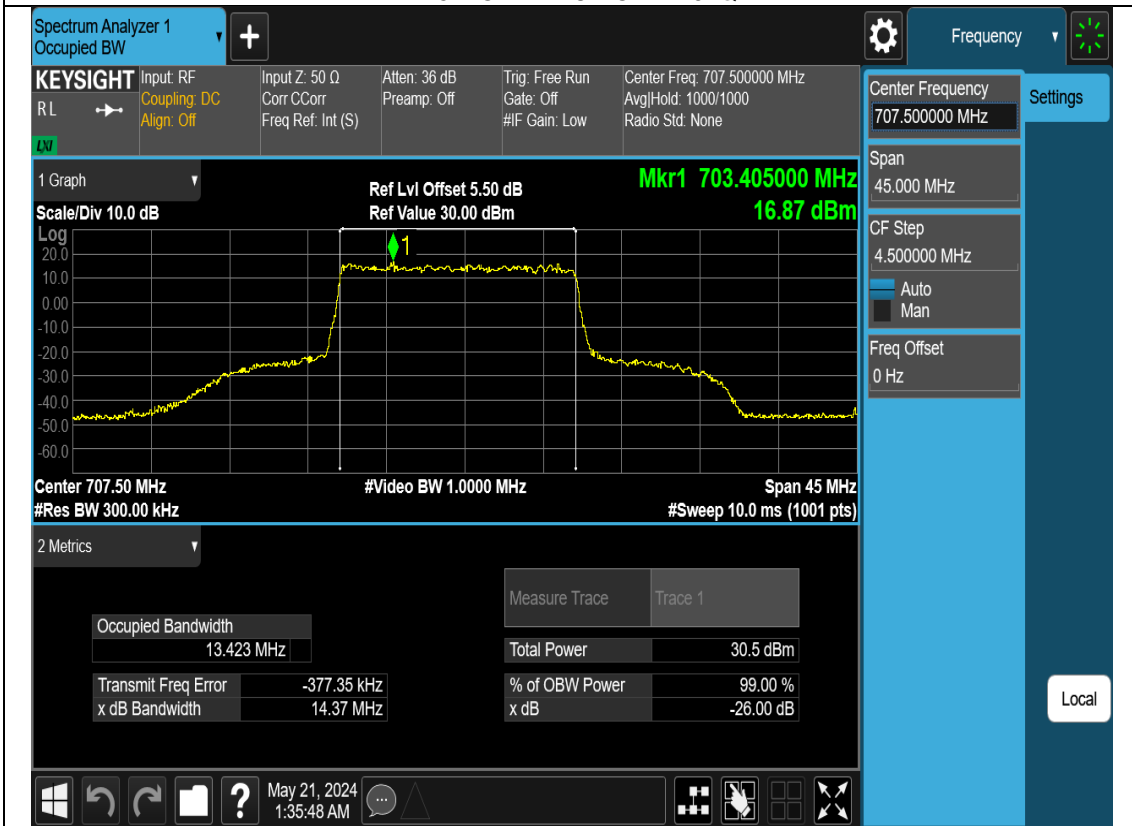 Spectrum Analyzer 1
Occupied BW
+
Frequency
KEYSIGHT
R L
LXI
Input: RF
Coupling: DC
Align: Off
Input Z: 50 Ω
Corr CCorr
Freq Ref: Int (S)
Atten: 36 dB
Preamp: Off
Trig: Free Run
Gate: Off
#IF Gain: Low
Center Freq: 707.500000 MHz
Avg|Hold: 1000/1000
Radio Std: None
Center Frequency
707.500000 MHz
Settings
Span
45.000 MHz
CF Step
4.500000 MHz
Auto
Man
Freq Offset
0 Hz
Local
1 Graph
Scale/Div 10.0 dB
Ref Lvl Offset 5.50 dB
Ref Value 30.00 dBm
Mkr1 703.405000 MHz
16.87 dBm
Log
1
20.0
10.0
0.00
-10.0
-20.0
-30.0
-40.0
-50.0
-60.0
Center 707.50 MHz
#Video BW 1.0000 MHz
Span 45 MHz
#Res BW 300.00 kHz
#Sweep 10.0 ms (1001 pts)
2 Metrics
Measure Trace Trace 1
Occupied Bandwidth
13.423 MHz
Total Power 30.5 dBm
Transmit Freq Error -377.35 kHz
% of OBW Power 99.00 %
x dB Bandwidth 14.37 MHz
x dB -26.00 dB
?
May 21, 2024
1:35:48 AM